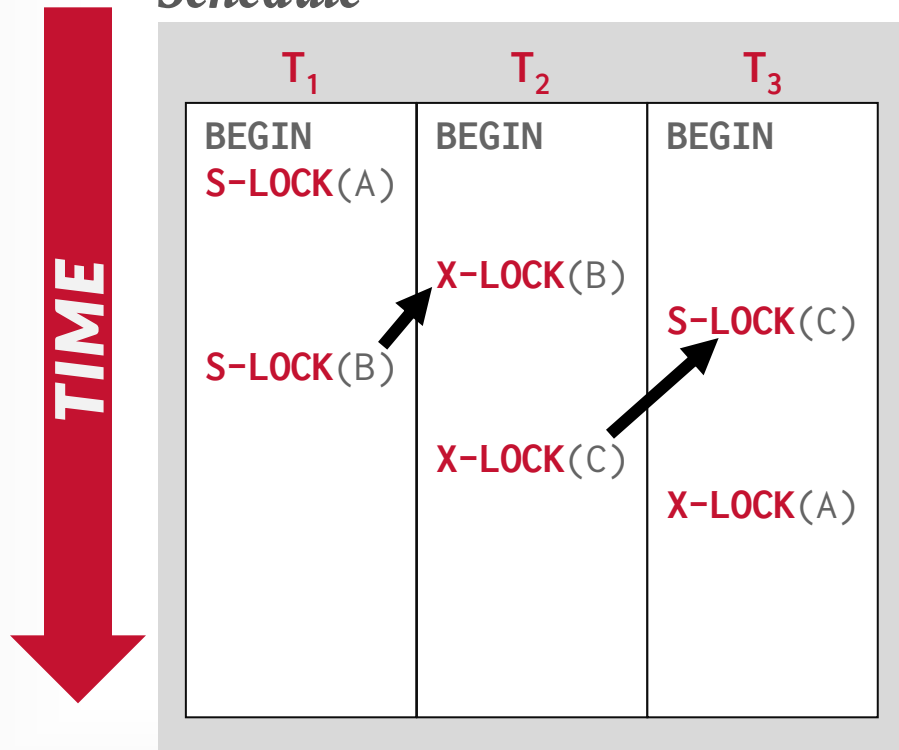 Schedule
TIME
T1 T2 T3
BEGIN BEGIN BEGIN
S-LOCK(A)
X-LOCK(B)
S-LOCK(C)
S-LOCK(B)
X-LOCK(C)
X-LOCK(A)